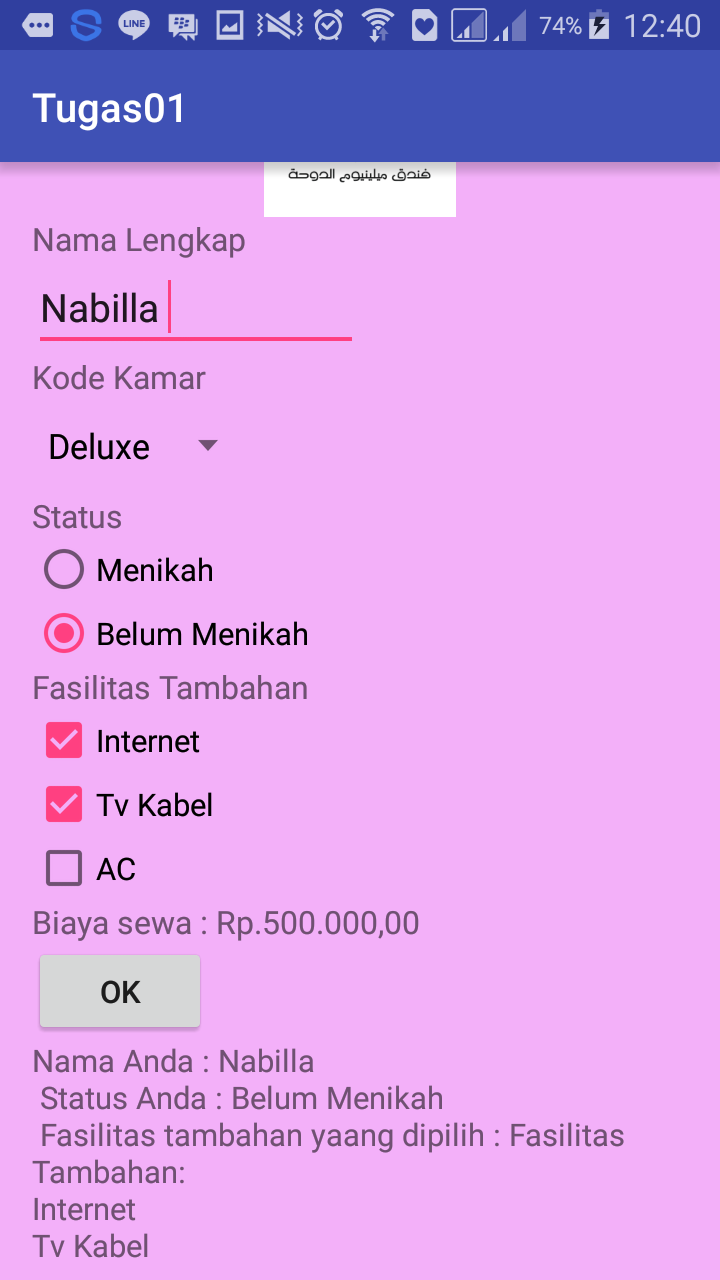 LINE
74% 12:40
Tugas01
فندق ميلينيوم الدوحة
Nama Lengkap
Nabilla
Kode Kamar
Deluxe
Status
Menikah
Belum Menikah
Fasilitas Tambahan
Internet
Tv Kabel
AC
Biaya sewa : Rp.500.000,00
OK
Nama Anda : Nabilla
Status Anda : Belum Menikah
Fasilitas tambahan yaang dipilih : Fasilitas
Tambahan:
Internet
Tv Kabel